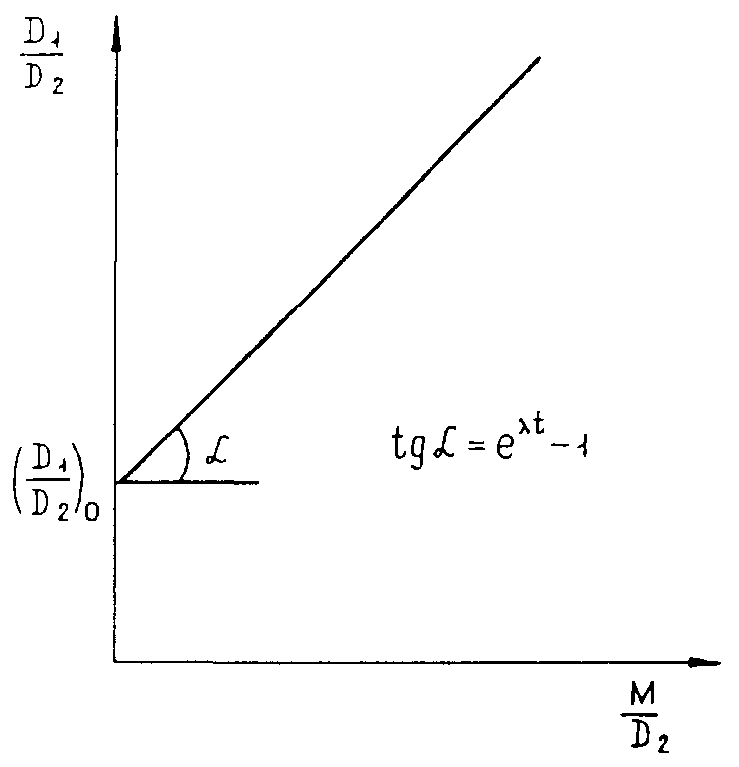 D₁/D₂
(D₁/D₂)₀
α
tg α = e^λt − 1
M/D₂